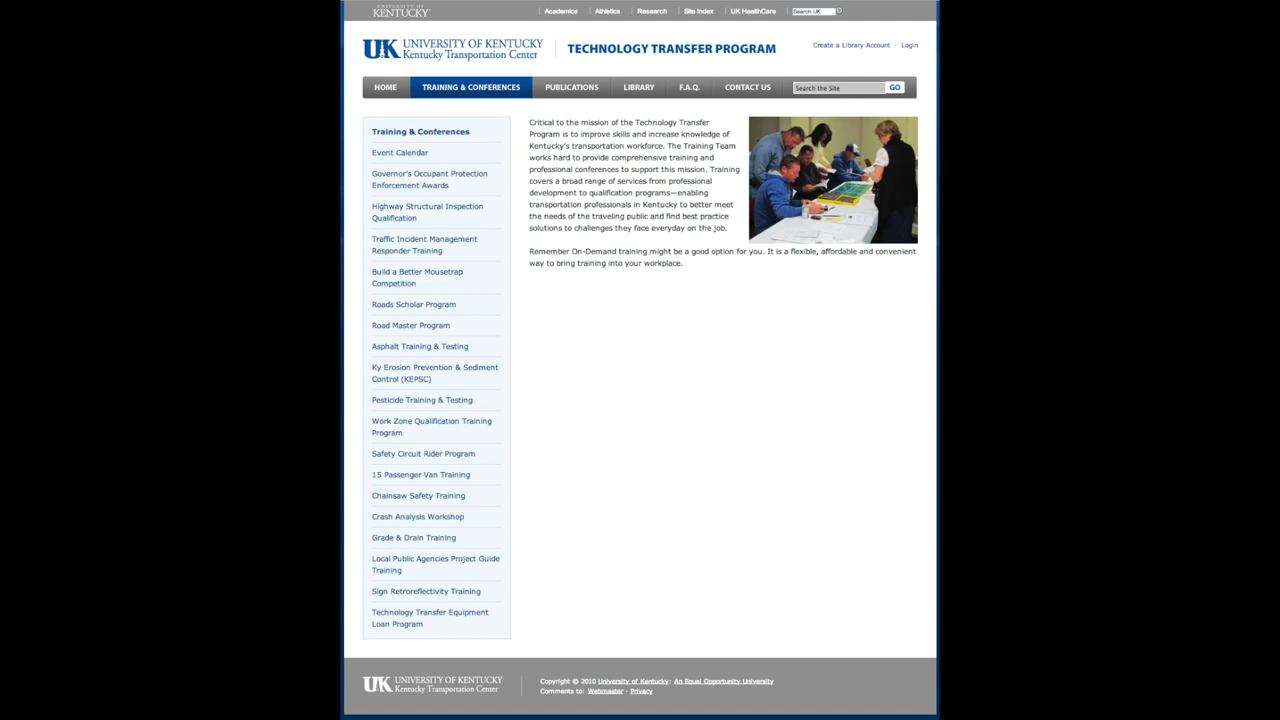 UNIVERSITY OF
KENTUCKY
Academics
Athletics
Research
Site Index
UK HealthCare
Search UK
UK UNIVERSITY OF KENTUCKY
Kentucky Transportation Center
TECHNOLOGY TRANSFER PROGRAM
Create a Library Account · Login
HOME
TRAINING & CONFERENCES
PUBLICATIONS
LIBRARY
F.A.Q.
CONTACT US
Search the Site
GO
Training & Conferences
Event Calendar
Governor's Occupant Protection
Enforcement Awards
Highway Structural Inspection
Qualification
Traffic Incident Management
Responder Training
Build a Better Mousetrap
Competition
Roads Scholar Program
Road Master Program
Asphalt Training & Testing
Ky Erosion Prevention & Sediment
Control (KEPSC)
Pesticide Training & Testing
Work Zone Qualification Training
Program
Safety Circuit Rider Program
15 Passenger Van Training
Chainsaw Safety Training
Crash Analysis Workshop
Grade & Drain Training
Local Public Agencies Project Guide
Training
Sign Retroreflectivity Training
Technology Transfer Equipment
Loan Program
Critical to the mission of the Technology Transfer
Program is to improve skills and increase knowledge of
Kentucky's transportation workforce. The Training Team
works hard to provide comprehensive training and
professional conferences to support this mission. Training
covers a broad range of services from professional
development to qualification programs—enabling
transportation professionals in Kentucky to better meet
the needs of the traveling public and find best practice
solutions to challenges they face everyday on the job.
Remember On-Demand training might be a good option for you. It is a flexible, affordable and convenient
way to bring training into your workplace.
UK UNIVERSITY OF KENTUCKY
Kentucky Transportation Center
Copyright © 2010 University of Kentucky: An Equal Opportunity University
Comments to: Webmaster · Privacy